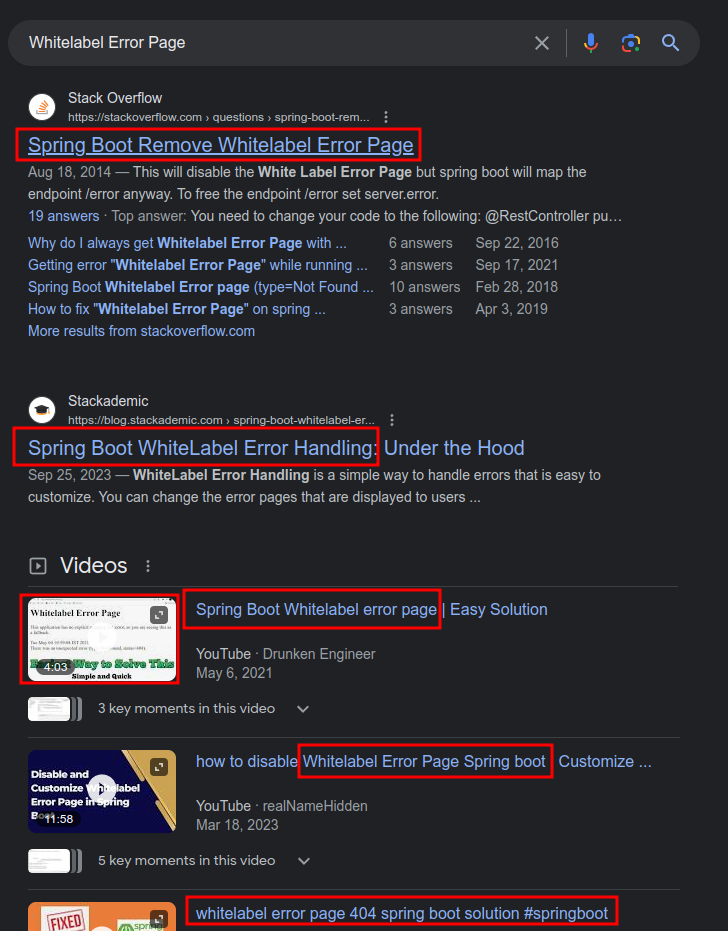 Whitelabel Error Page
Stack Overflow
https://stackoverflow.com › questions › spring-boot-rem...
Spring Boot Remove Whitelabel Error Page
Aug 18, 2014 — This will disable the White Label Error Page but spring boot will map the
endpoint /error anyway. To free the endpoint /error set server.error.
19 answers · Top answer: You need to change your code to the following: @RestController pu…
Why do I always get Whitelabel Error Page with ... 6 answers Sep 22, 2016
Getting error "Whitelabel Error Page" while running ... 3 answers Sep 17, 2021
Spring Boot Whitelabel Error page (type=Not Found ... 10 answers Feb 28, 2018
How to fix "Whitelabel Error Page" on spring ... 3 answers Apr 3, 2019
More results from stackoverflow.com
Stackademic
https://blog.stackademic.com › spring-boot-whitelabel-er...
Spring Boot WhiteLabel Error Handling: Under the Hood
Sep 25, 2023 — WhiteLabel Error Handling is a simple way to handle errors that is easy to
customize. You can change the error pages that are displayed to users ...
Videos
Whitelabel Error Page
This application has no explicit
a fallback.
Way to Solve This
4:03
Simple and Quick
Spring Boot Whitelabel error page | Easy Solution
YouTube · Drunken Engineer
May 6, 2021
3 key moments in this video
Disable and
Customize Whitelabel
Error Page in Spring
11:58
how to disable Whitelabel Error Page Spring boot Customize ...
YouTube · realNameHidden
Mar 18, 2023
5 key moments in this video
FIXED
spring
whitelabel error page 404 spring boot solution #springboot